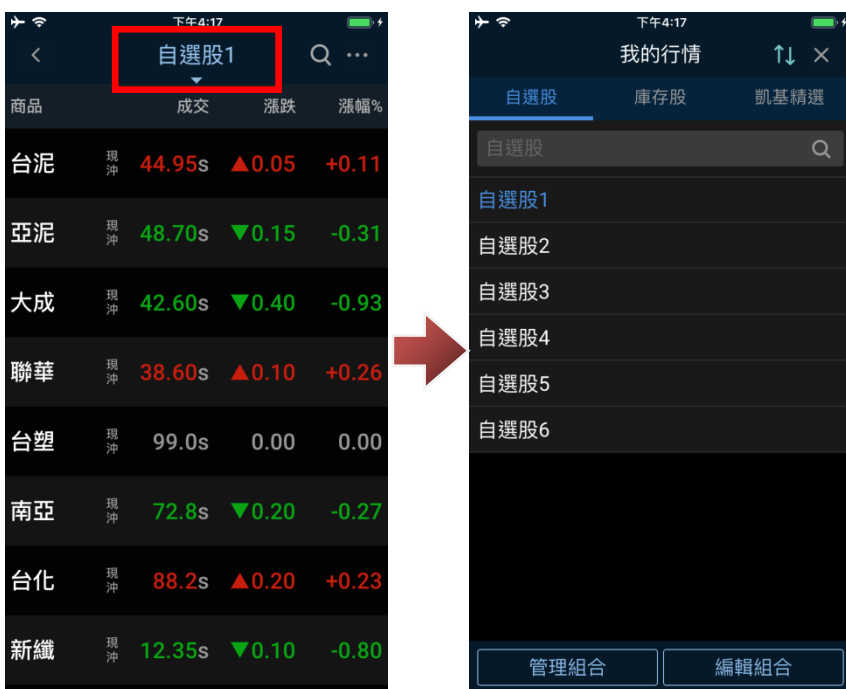 下午4:17
自選股1
商品 成交 漲跌 漲幅%
台泥 現沖 44.95s ▲0.05 +0.11
亞泥 現沖 48.70s ▼0.15 -0.31
大成 現沖 42.60s ▼0.40 -0.93
聯華 現沖 38.60s ▲0.10 +0.26
台塑 現沖 99.0s 0.00 0.00
南亞 現沖 72.8s ▼0.20 -0.27
台化 現沖 88.2s ▲0.20 +0.23
新纖 現沖 12.35s ▼0.10 -0.80
下午4:17
我的行情
自選股 庫存股 凱基精選
自選股
自選股1
自選股2
自選股3
自選股4
自選股5
自選股6
管理組合 編輯組合